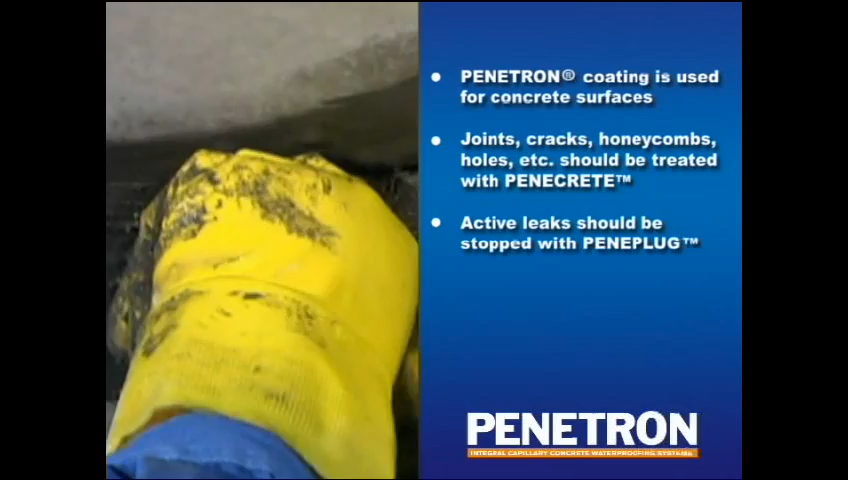 PENETRON® coating is used
for concrete surfaces
Joints, cracks, honeycombs,
holes, etc. should be treated
with PENECRETE™
Active leaks should be
stopped with PENEPLUG™
PENETRON
INTEGRAL CAPILLARY CONCRETE WATERPROOFING SYSTEMS